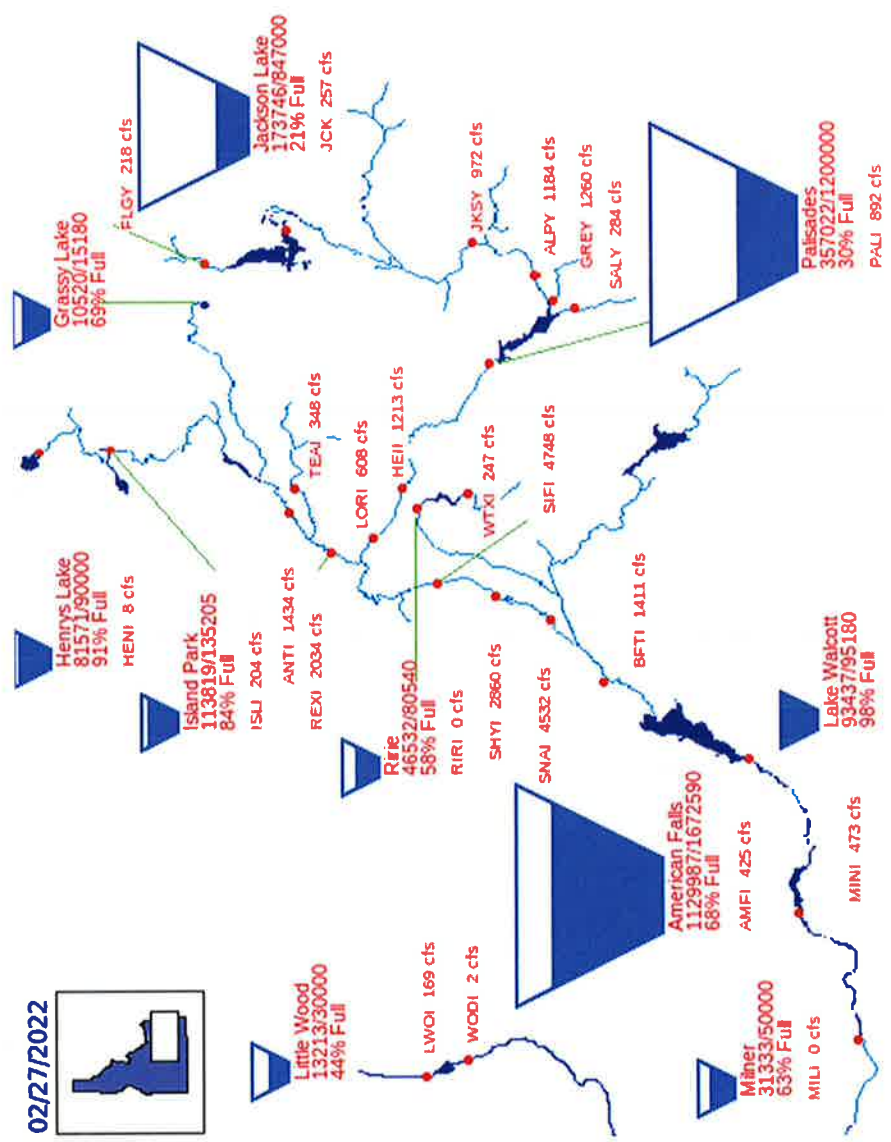 02/27/2022
Henrys Lake
81571/90000
91% Full
HENI 8 cfs
Grassy Lake
10520/15180
69% Full
FLGY 218 cfs
Jackson Lake
173746/847000
21% Full
JCK 257 cfs
Island Park
113819/135205
84% Full
ISLI 204 cfs
ANTI 1434 cfs
REXI 2034 cfs
TEAI 348 cfs
LORI 608 cfs
HEII 1213 cfs
JKSY 972 cfs
ALPY 1184 cfs
GREY 1260 cfs
SALY 284 cfs
Little Wood
13213/30000
44% Full
LWOI 169 cfs
WODI 2 cfs
Ririe
46532/80540
58% Full
RIRI 0 cfs
SHYI 2860 cfs
SNAI 4532 cfs
WTXI 247 cfs
SIFI 4748 cfs
BFTI 1411 cfs
Palisades
357022/1200000
30% Full
PALI 892 cfs
American Falls
1129987/1672590
68% Full
AMFI 425 cfs
Milner
31333/50000
63% Full
MILI 0 cfs
MINI 473 cfs
Lake Walcott
93437/95180
98% Full